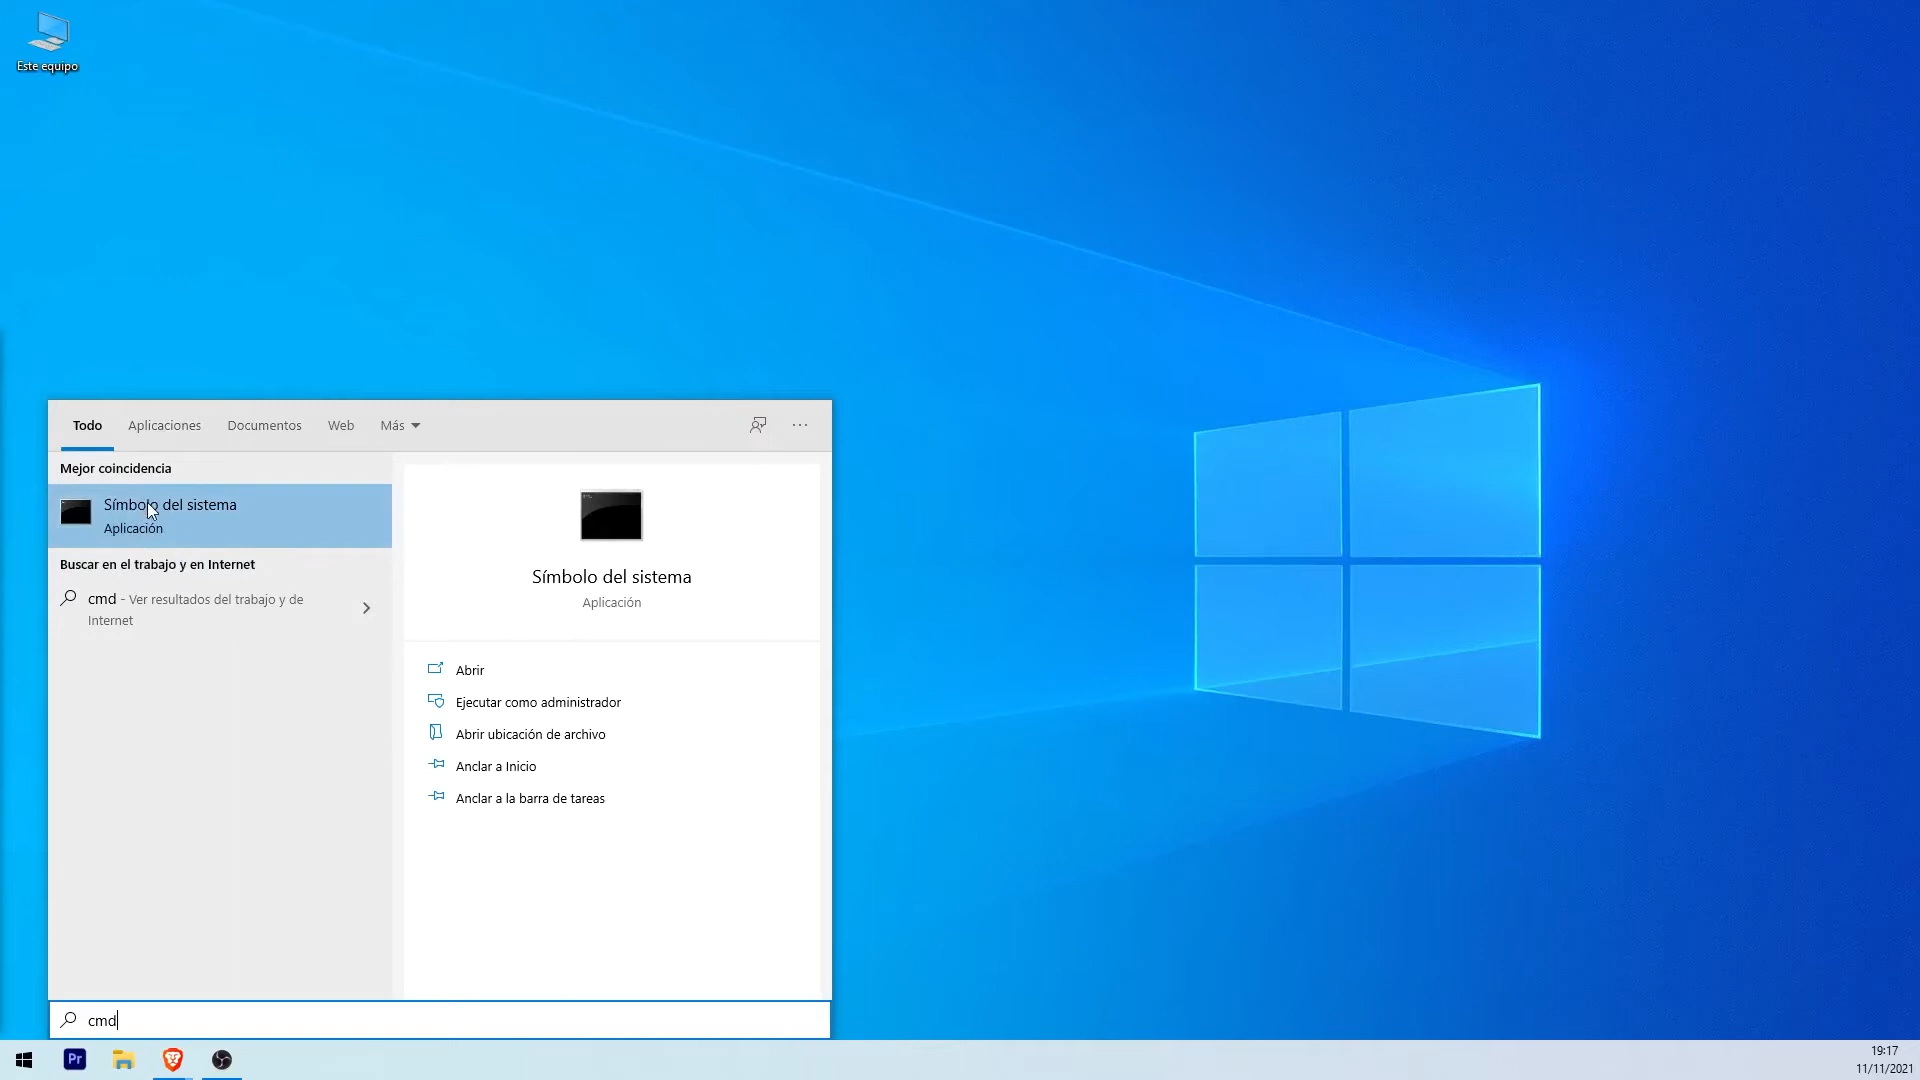 Este equipo
Todo Aplicaciones Documentos Web Más
Mejor coincidencia
Símbolo del sistema
Aplicación
Buscar en el trabajo y en Internet
cmd - Ver resultados del trabajo y de
Internet
Símbolo del sistema
Aplicación
Abrir
Ejecutar como administrador
Abrir ubicación de archivo
Anclar a Inicio
Anclar a la barra de tareas
cmd
Pr
19:17
11/11/2021